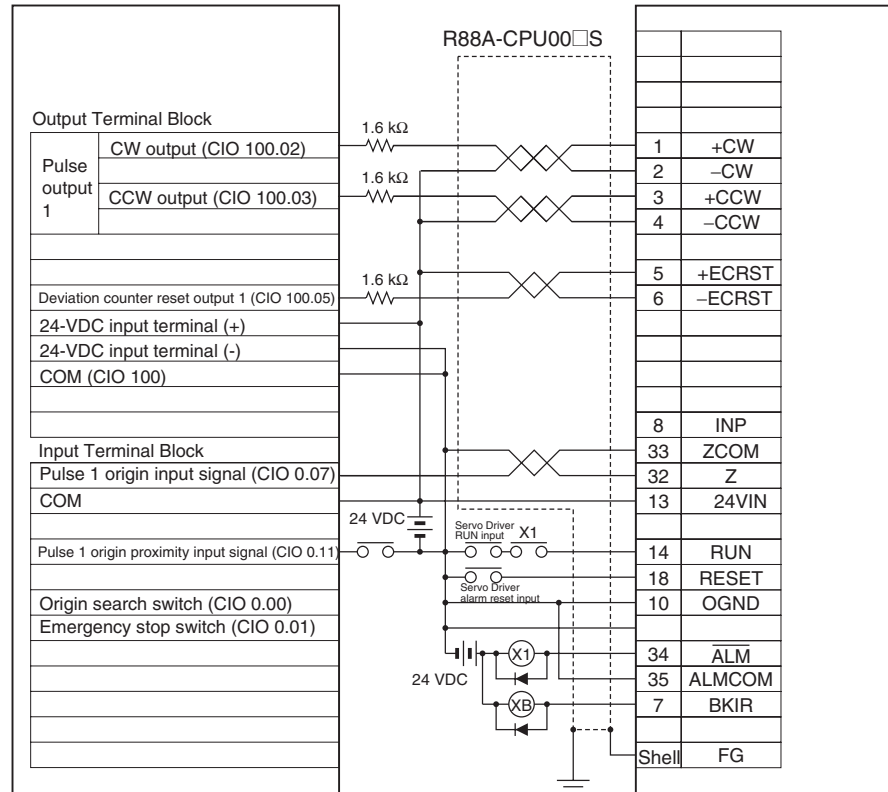 R88A-CPU00□S
Output Terminal Block
1.6 kΩ
CW output (CIO 100.02)
1 +CW
Pulse output 1
2 −CW
1.6 kΩ
CCW output (CIO 100.03)
3 +CCW
4 −CCW
1.6 kΩ
5 +ECRST
Deviation counter reset output 1 (CIO 100.05)
6 −ECRST
24-VDC input terminal (+)
24-VDC input terminal (-)
COM (CIO 100)
8 INP
Input Terminal Block
33 ZCOM
Pulse 1 origin input signal (CIO 0.07)
32 Z
COM
13 24VIN
24 VDC
Servo Driver
RUN input
X1
Pulse 1 origin proximity input signal (CIO 0.11)
14 RUN
18 RESET
Servo Driver
alarm reset input
Origin search switch (CIO 0.00)
10 OGND
Emergency stop switch (CIO 0.01)
X1
34 ALM
24 VDC
35 ALMCOM
XB
7 BKIR
Shell FG